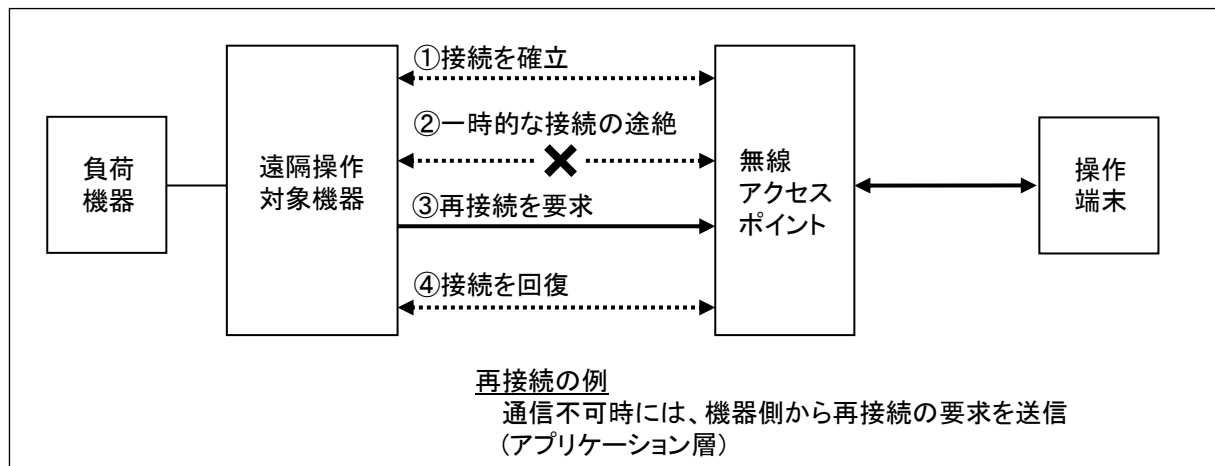 ①接続を確立
②一時的な接続の途絶
負荷
機器
遠隔操作
対象機器
③再接続を要求
④接続を回復
無線
アクセス
ポイント
操作
端末
再接続の例
通信不可時には、機器側から再接続の要求を送信
(アプリケーション層)